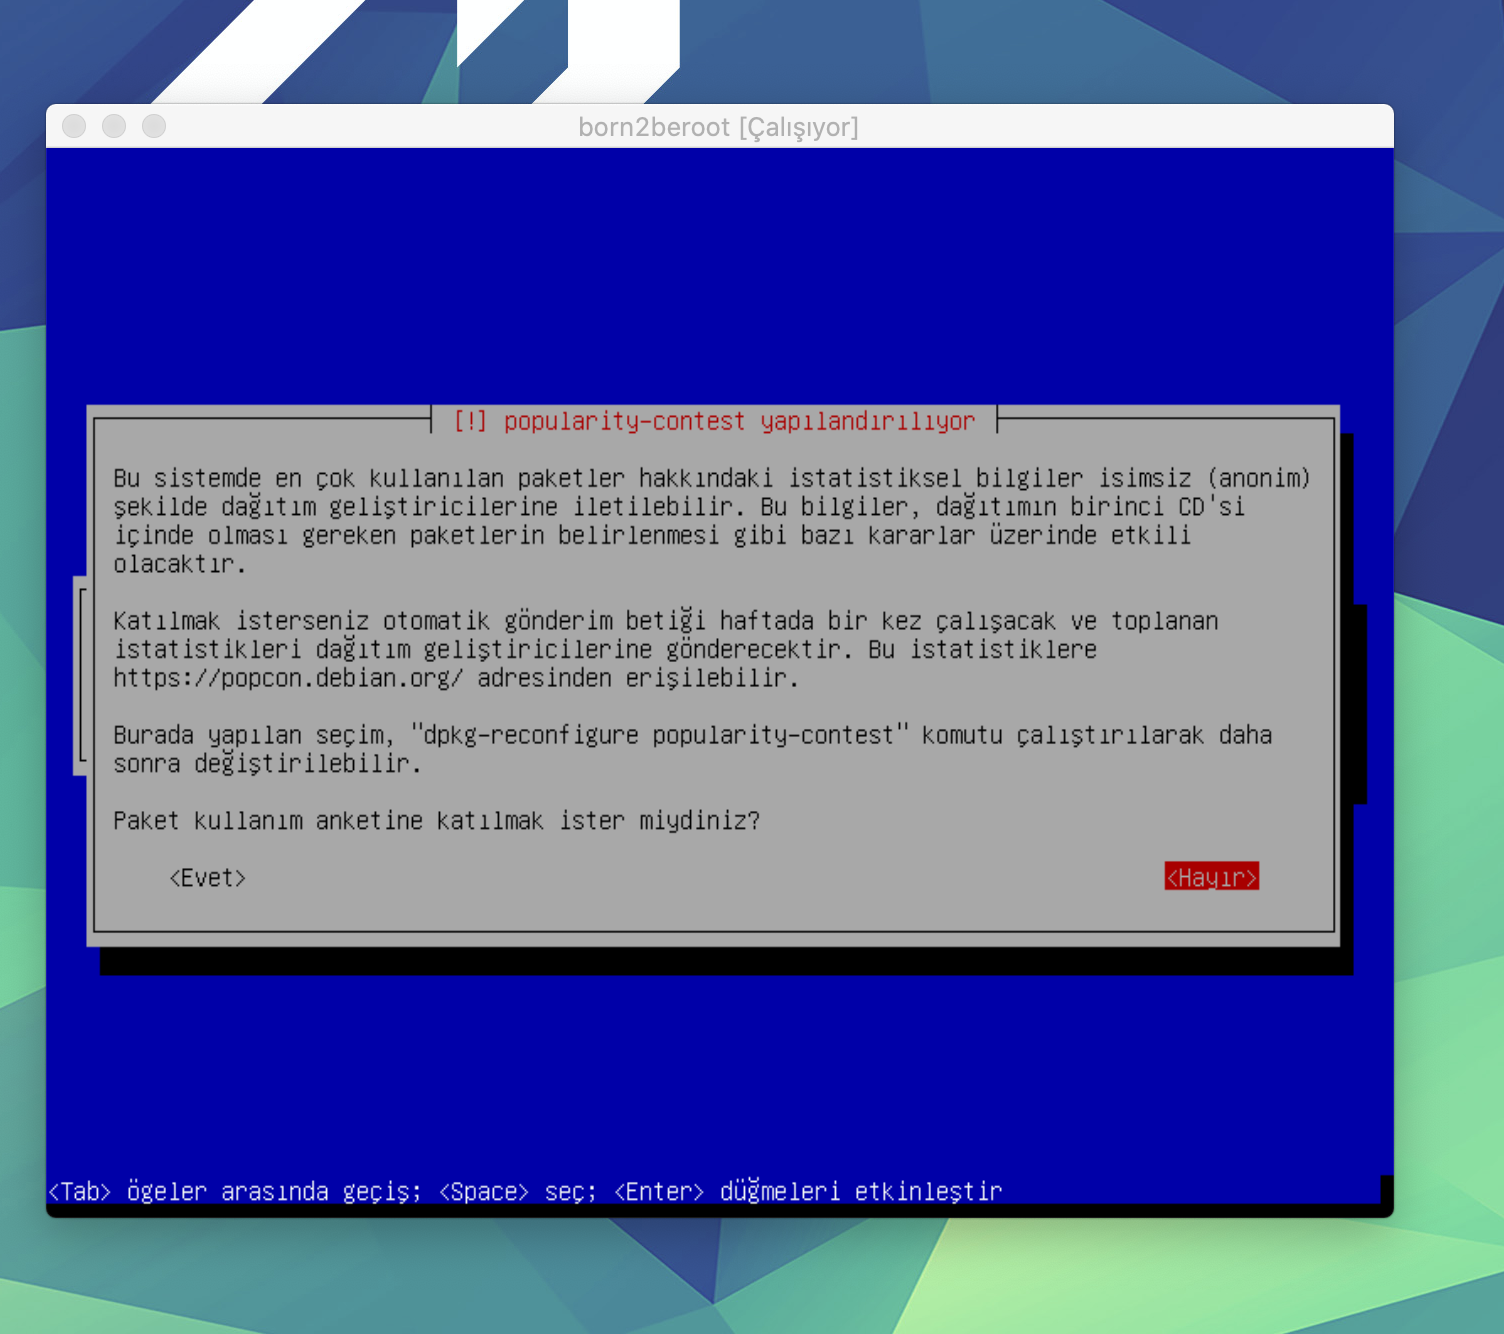 born2beroot [Çalışıyor]
[!] popularity-contest yapılandırılıyor
Bu sistemde en çok kullanılan paketler hakkındaki istatistiksel bilgiler isimsiz (anonim)
şekilde dağıtım geliştiricilerine iletilebilir. Bu bilgiler, dağıtımın birinci CD'si
içinde olması gereken paketlerin belirlenmesi gibi bazı kararlar üzerinde etkili
olacaktır.
Katılmak isterseniz otomatik gönderim betiği haftada bir kez çalışacak ve toplanan
istatistikleri dağıtım geliştiricilerine gönderecektir. Bu istatistiklere
https://popcon.debian.org/ adresinden erişilebilir.
Burada yapılan seçim, "dpkg-reconfigure popularity-contest" komutu çalıştırılarak daha
sonra değiştirilebilir.
Paket kullanım anketine katılmak ister miydiniz?
<Evet> <Hayır>
<Tab> ögeler arasında geçiş; <Space> seç; <Enter> düğmeleri etkinleştir